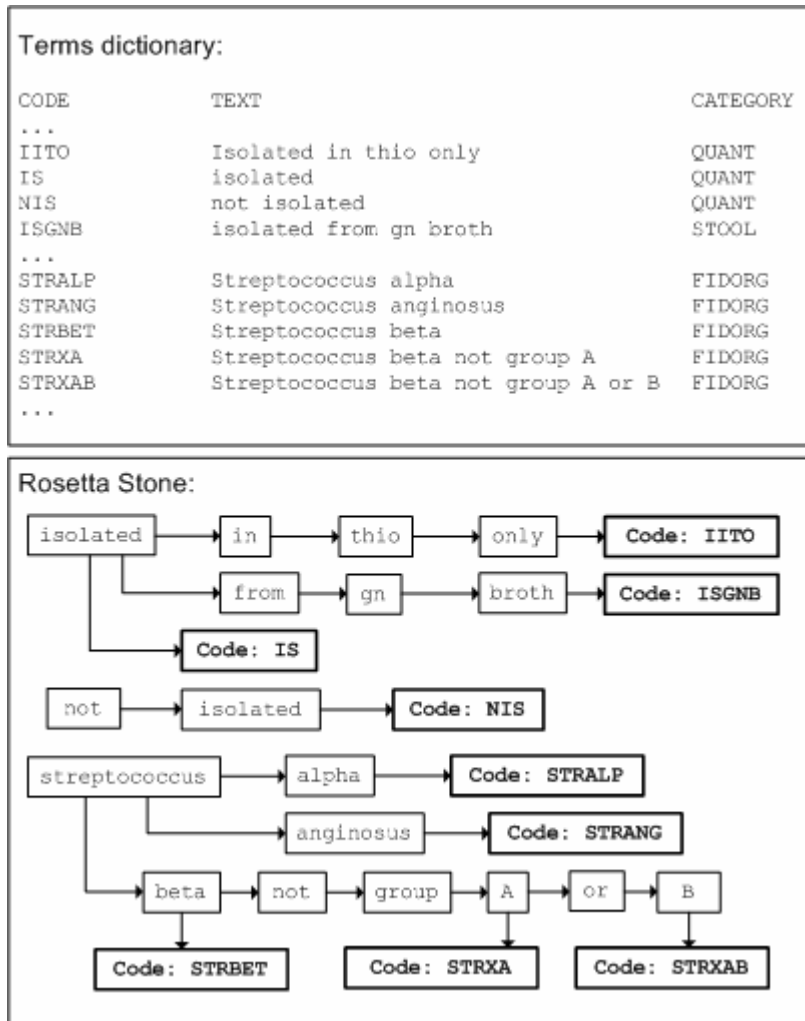 Terms dictionary:
CODE TEXT CATEGORY
...
IITO Isolated in thio only QUANT
IS isolated QUANT
NIS not isolated QUANT
ISGNB isolated from gn broth STOOL
...
STRALP Streptococcus alpha FIDORG
STRANG Streptococcus anginosus FIDORG
STRBET Streptococcus beta FIDORG
STRXA Streptococcus beta not group A FIDORG
STRXAB Streptococcus beta not group A or B FIDORG
...
Rosetta Stone:
isolated in thio only Code: IITO
from gn broth Code: ISGNB
Code: IS
not isolated Code: NIS
streptococcus alpha Code: STRALP
anginosus Code: STRANG
beta not group A or B
Code: STRBET Code: STRXA Code: STRXAB